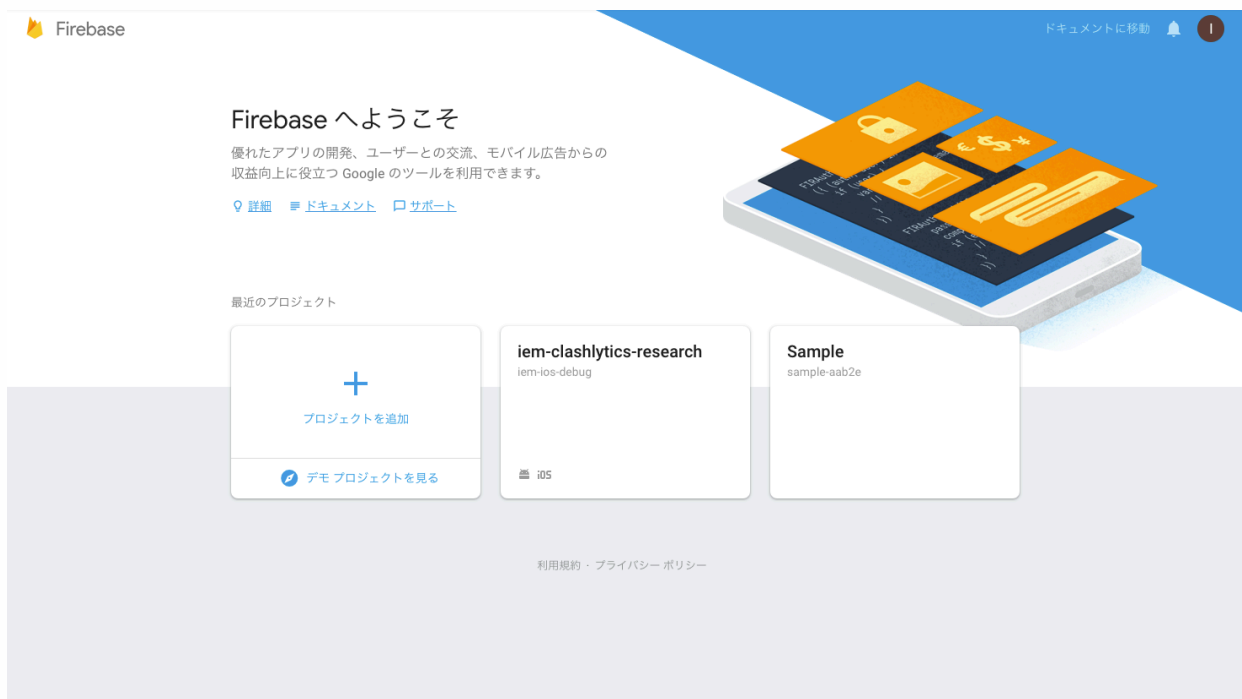 Firebase
ドキュメントに移動
I
Firebase へようこそ
優れたアプリの開発、ユーザーとの交流、モバイル広告からの
収益向上に役立つ Google のツールを利用できます。
詳細 ドキュメント サポート
最近のプロジェクト
プロジェクトを追加
デモ プロジェクトを見る
iem-clashlytics-research
iem-ios-debug
iOS
Sample
sample-aab2e
利用規約 · プライバシー ポリシー